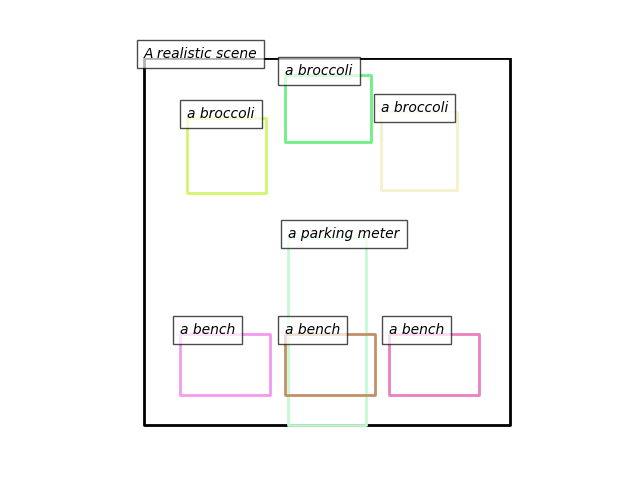 A realistic scene
a broccoli
a broccoli
a broccoli
a parking meter
a bench
a bench
a bench